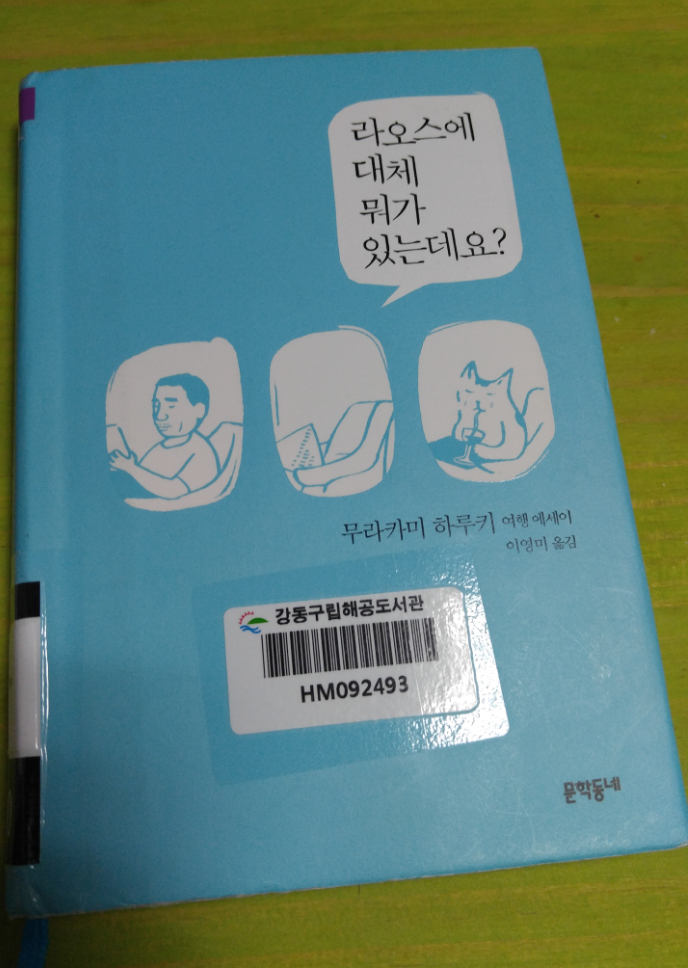 라오스에
대체
뭐가
있는데요?
무라카미 하루키 여행 에세이
이영미 옮김
강동구립해공도서관
HM092493
문학동네